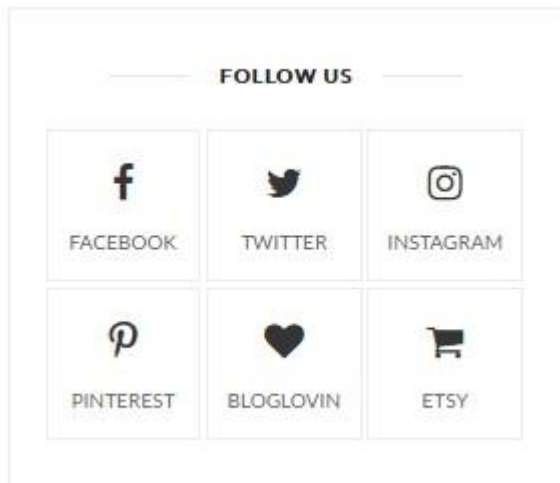 FOLLOW US
FACEBOOK TWITTER INSTAGRAM
PINTEREST BLOGLOVIN ETSY